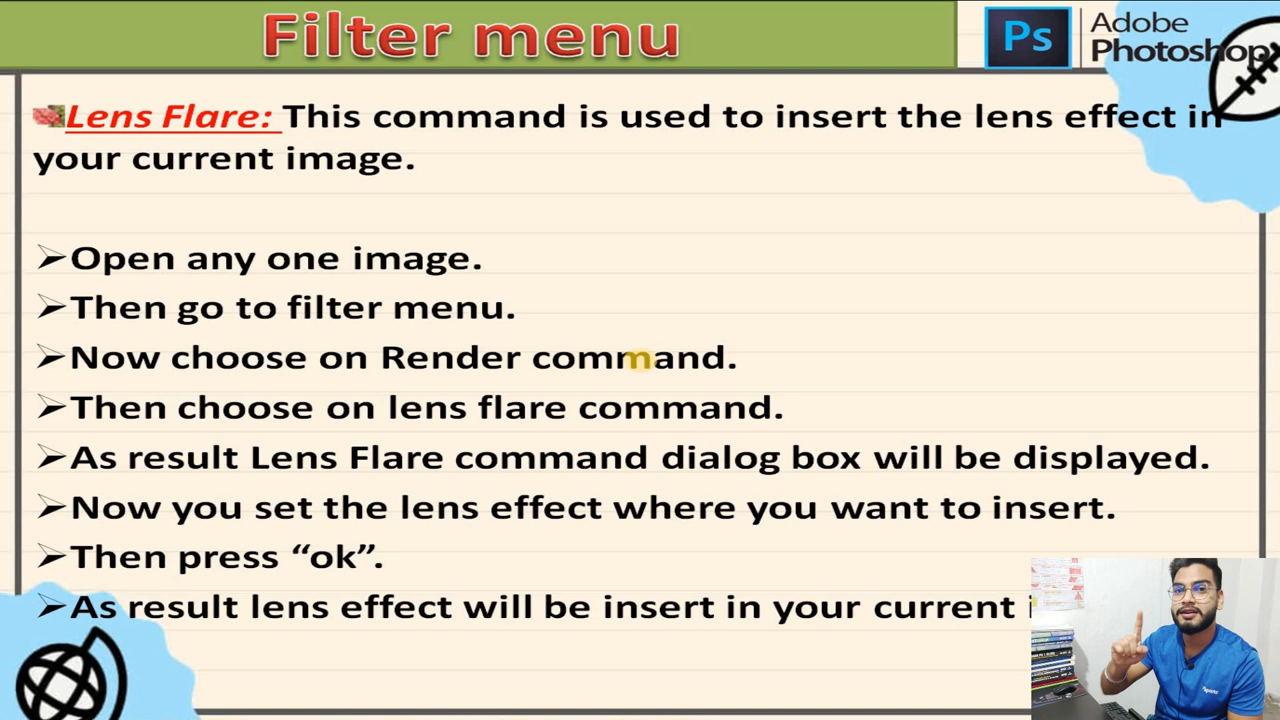 Filter menu
Ps
Adobe
Photoshop
Lens Flare: This command is used to insert the lens effect in
your current image.
➢Open any one image.
➢Then go to filter menu.
➢Now choose on Render command.
➢Then choose on lens flare command.
➢As result Lens Flare command dialog box will be displayed.
➢Now you set the lens effect where you want to insert.
➢Then press “ok”.
➢As result lens effect will be insert in your current